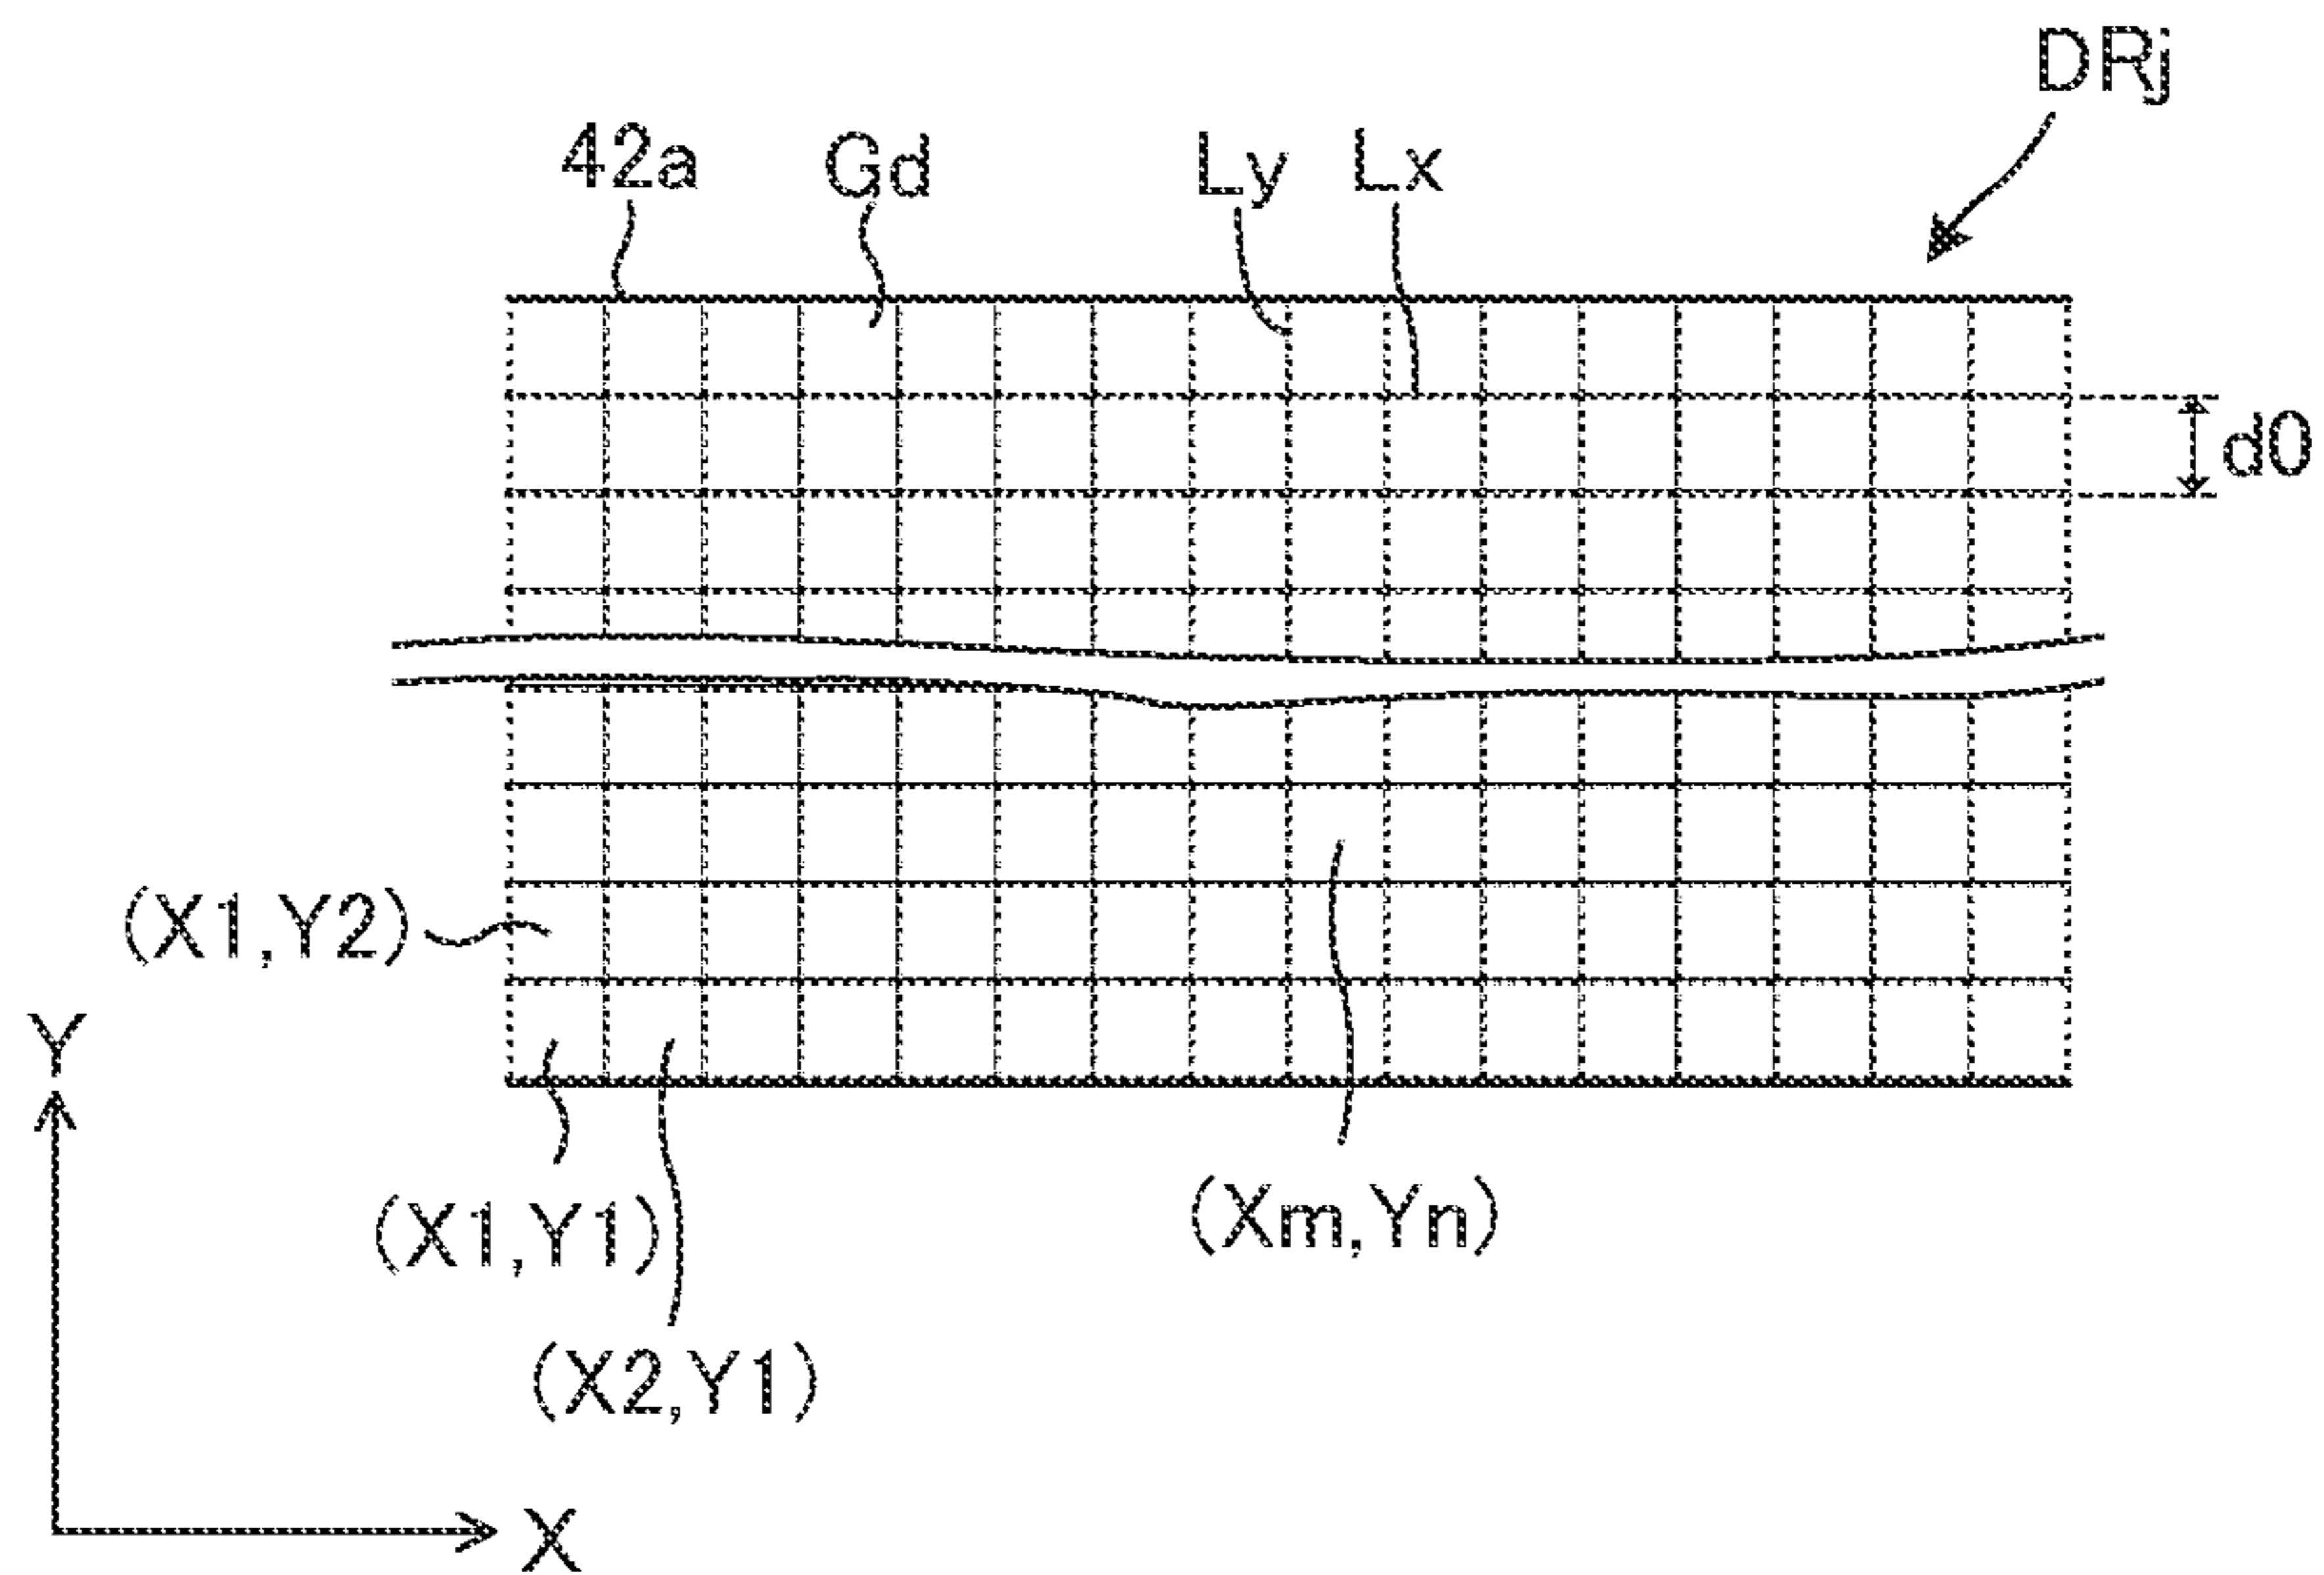 DRj
42a
Gd
Ly
Lx
d0
(X1,Y2)
Y
(X1,Y1)
(Xm,Yn)
(X2,Y1)
X